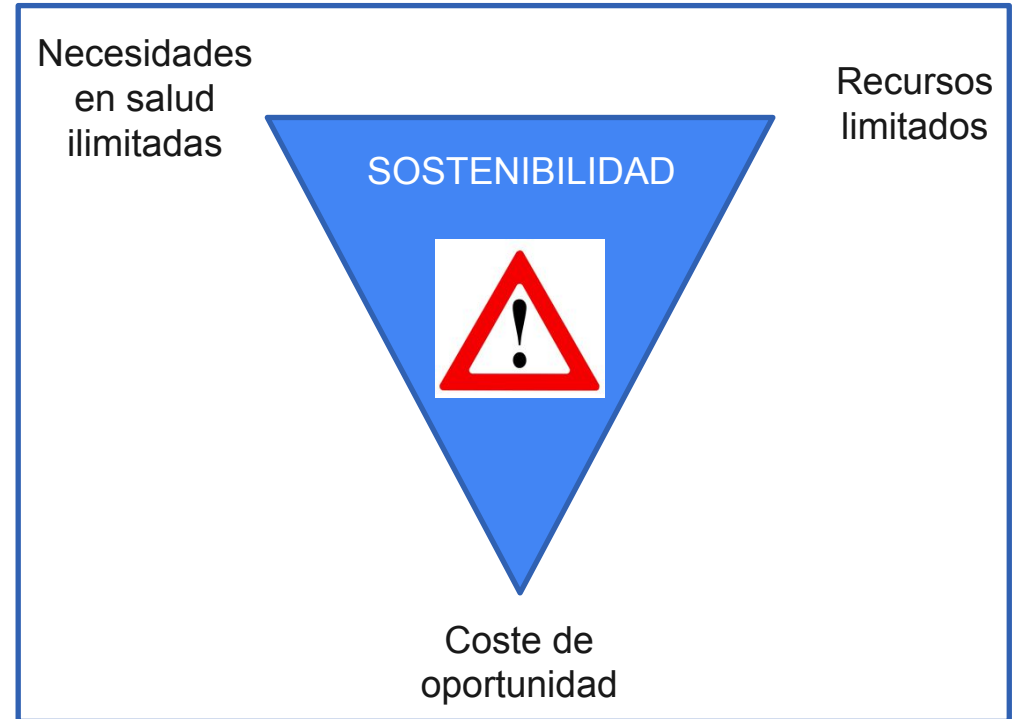 Necesidades
en salud
ilimitadas
Recursos
limitados
SOSTENIBILIDAD
!
Coste de
oportunidad